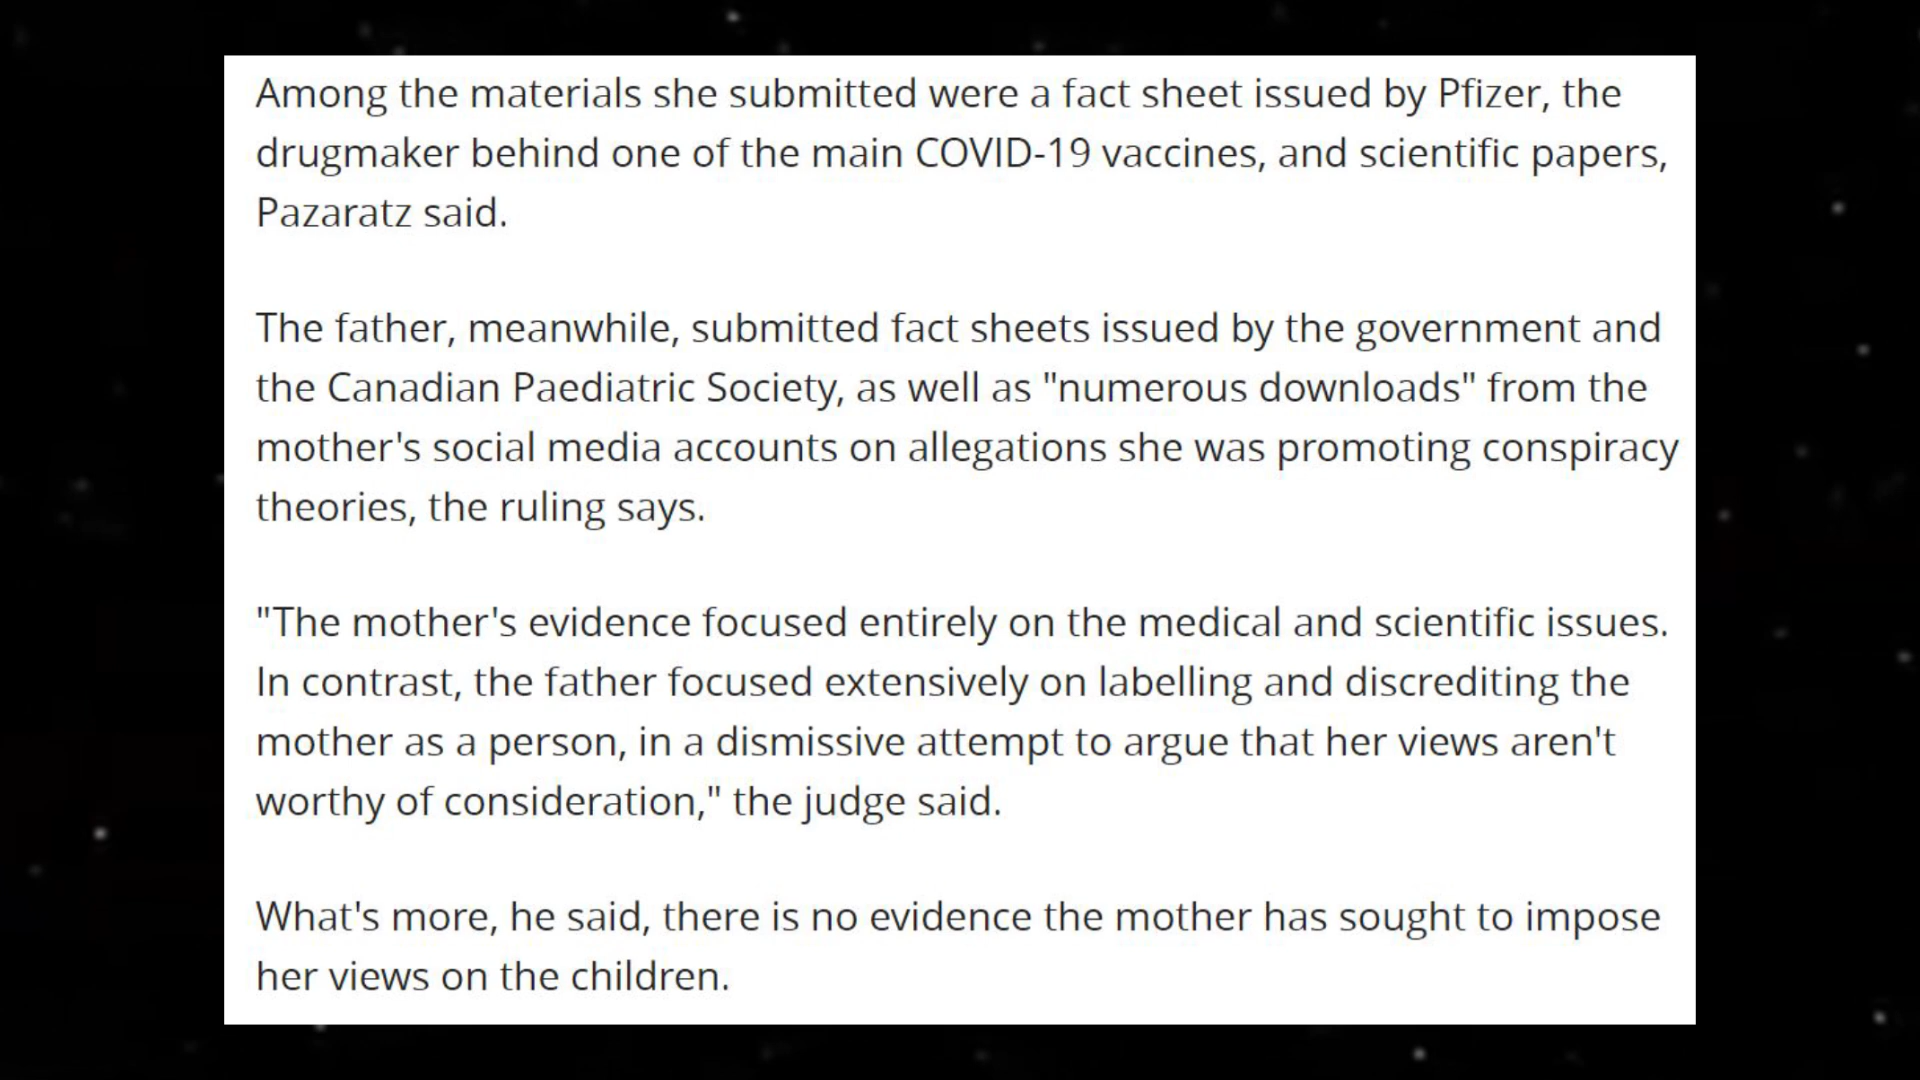 Among the materials she submitted were a fact sheet issued by Pfizer, the
drugmaker behind one of the main COVID-19 vaccines, and scientific papers,
Pazaratz said.
The father, meanwhile, submitted fact sheets issued by the government and
the Canadian Paediatric Society, as well as "numerous downloads" from the
mother's social media accounts on allegations she was promoting conspiracy
theories, the ruling says.
"The mother's evidence focused entirely on the medical and scientific issues.
In contrast, the father focused extensively on labelling and discrediting the
mother as a person, in a dismissive attempt to argue that her views aren't
worthy of consideration," the judge said.
What's more, he said, there is no evidence the mother has sought to impose
her views on the children.